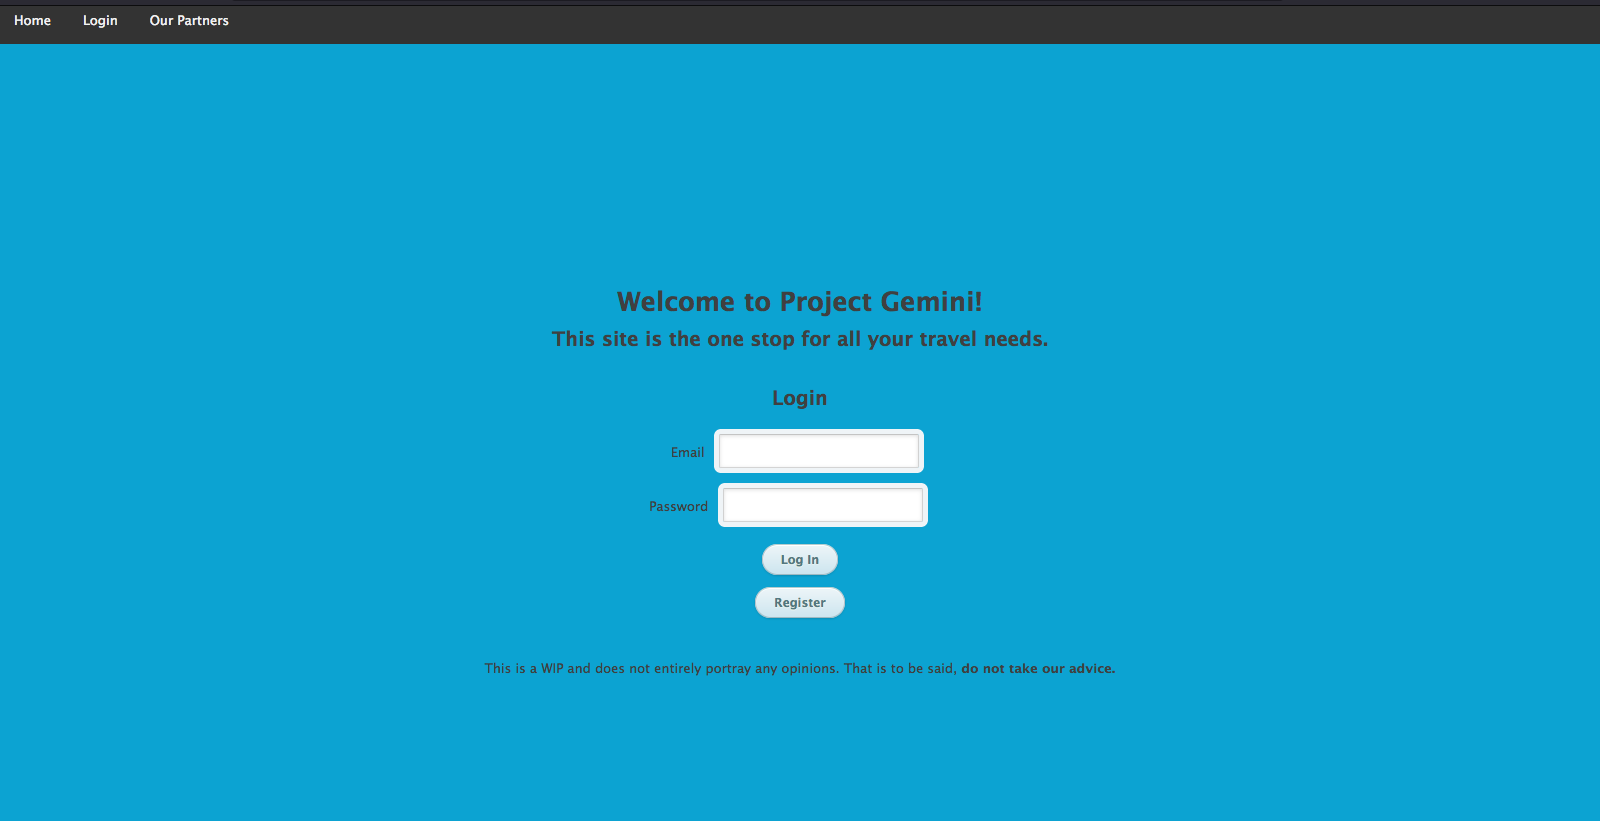 Home Login Our Partners
Welcome to Project Gemini!
This site is the one stop for all your travel needs.
Login
Email
Password
Log In
Register
This is a WIP and does not entirely portray any opinions. That is to be said, do not take our advice.